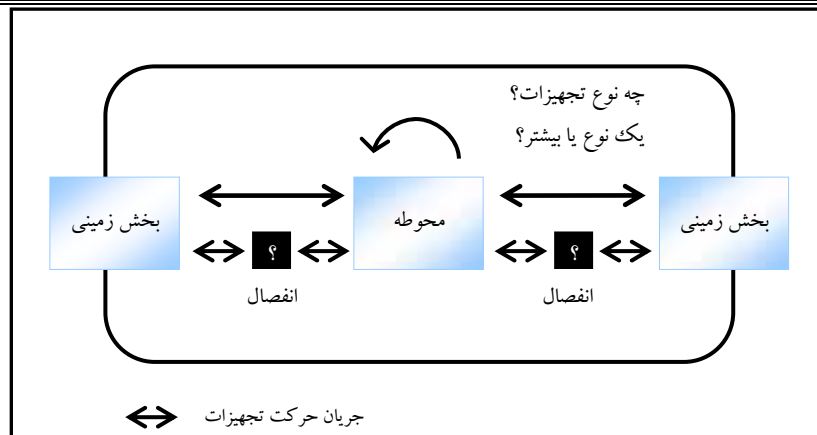 چه نوع تجهیزات؟
یک نوع یا بیشتر؟
بخش زمینی
محوطه
بخش زمینی
؟
؟
انفصال
انفصال
جریان حرکت تجهیزات